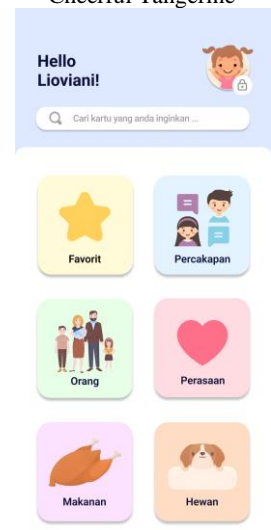 Cheerful Tangerine
Hello
Lioviani!
Cari kartu yang anda inginkan ...
Favorit
Percakapan
Orang
Perasaan
Makanan
Hewan